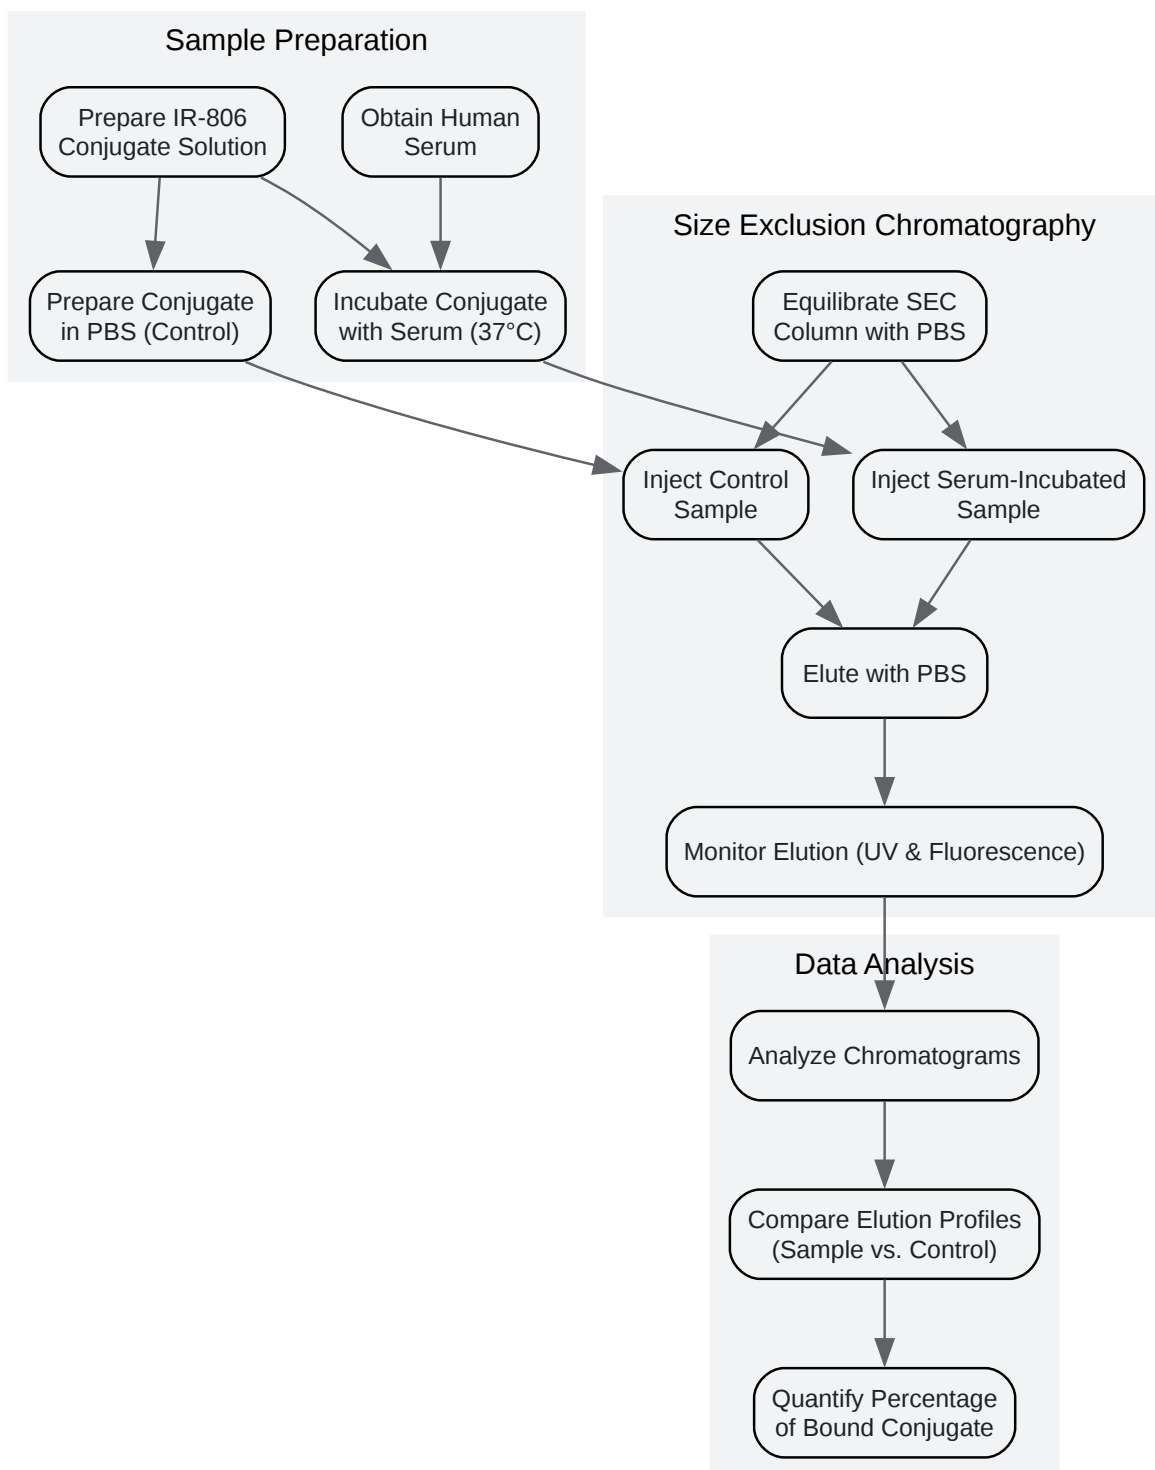 Sample Preparation
Prepare IR-806
Conjugate Solution
Obtain Human
Serum
Prepare Conjugate
in PBS (Control)
Incubate Conjugate
with Serum (37°C)
Size Exclusion Chromatography
Equilibrate SEC
Column with PBS
Inject Control
Sample
Inject Serum-Incubated
Sample
Elute with PBS
Monitor Elution (UV & Fluorescence)
Data Analysis
Analyze Chromatograms
Compare Elution Profiles
(Sample vs. Control)
Quantify Percentage
of Bound Conjugate